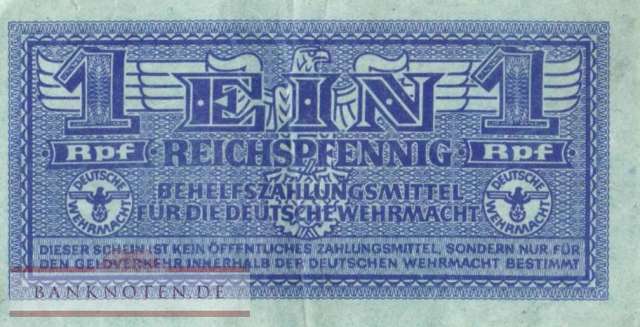 1 EIN 1
Rpf REICHSPFENNIG Rpf
BEHELFSZAHLUNGSMITTEL
FÜR DIE DEUTSCHE WEHRMACHT
DEUTSCHE WEHRMACHT
DEUTSCHE WEHRMACHT
DIESER SCHEIN IST KEIN ÖFFENTLICHES ZAHLUNGSMITTEL, SONDERN NUR FÜR
DEN GELDVERKEHR INNERHALB DER DEUTSCHEN WEHRMACHT BESTIMMT
BANKNOTEN.DE